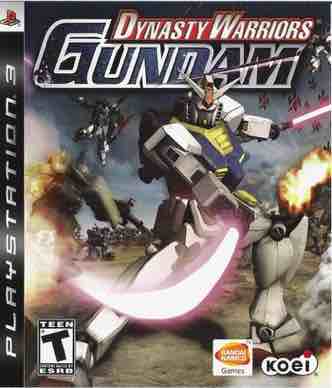 PLAYSTATION 3
DYNASTY WARRIORS
GUNDAM
TEEN
T
ESRB
BANDAI
NAMCO
Games
KOEI